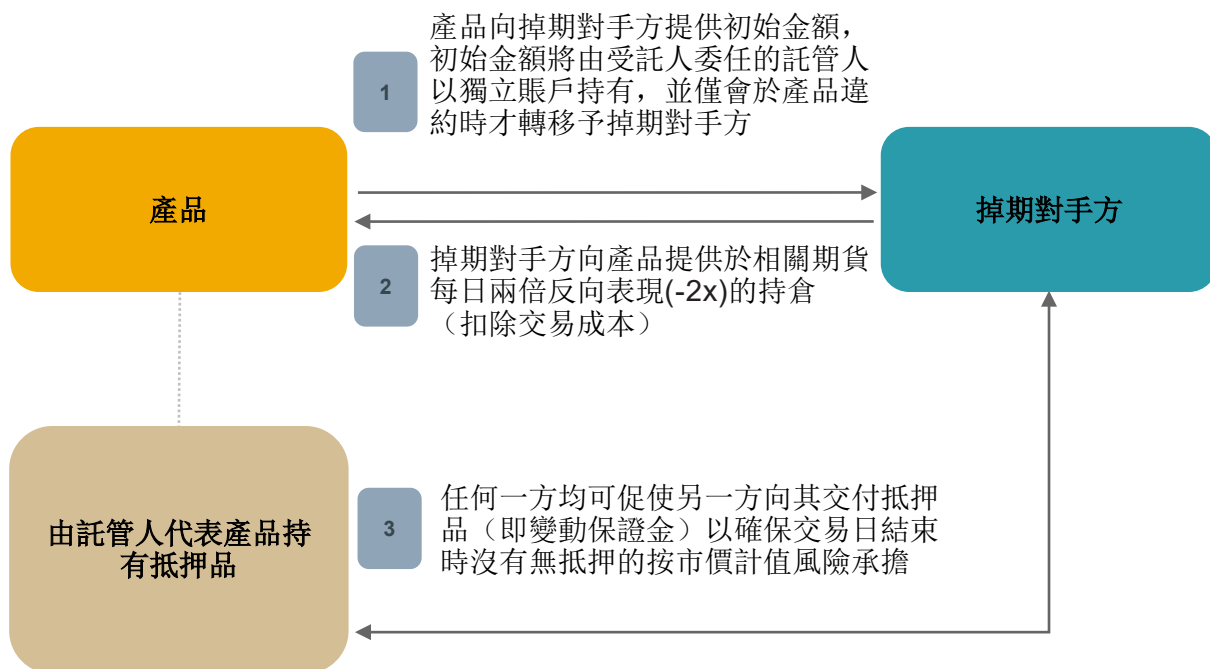 產品向掉期對手方提供初始金額，
初始金額將由受託人委任的託管人
以獨立賬戶持有，並僅會於產品違
約時才轉移予掉期對手方
1
產品
掉期對手方
掉期對手方向產品提供於相關期貨
每日兩倍反向表現(-2x)的持倉
（扣除交易成本）
2
由託管人代表產品持
有抵押品
3
任何一方均可促使另一方向其交付抵押
品（即變動保證金）以確保交易日結束
時沒有無抵押的按市價計值風險承擔